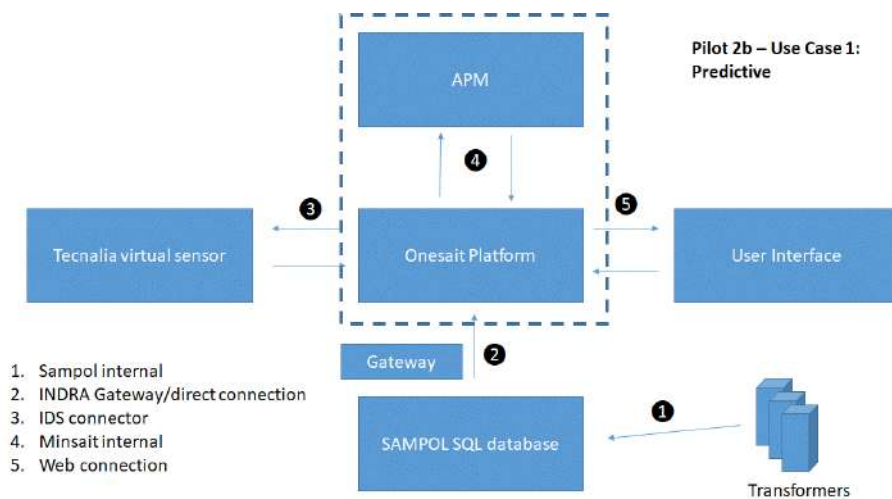 Pilot 2b – Use Case 1:
Predictive
APM
4
3
5
Tecnalia virtual sensor
Onesait Platform
User Interface
Gateway
2
1. Sampol internal
2. INDRA Gateway/direct connection
3. IDS connector
4. Minsait internal
5. Web connection
SAMPOL SQL database
1
Transformers